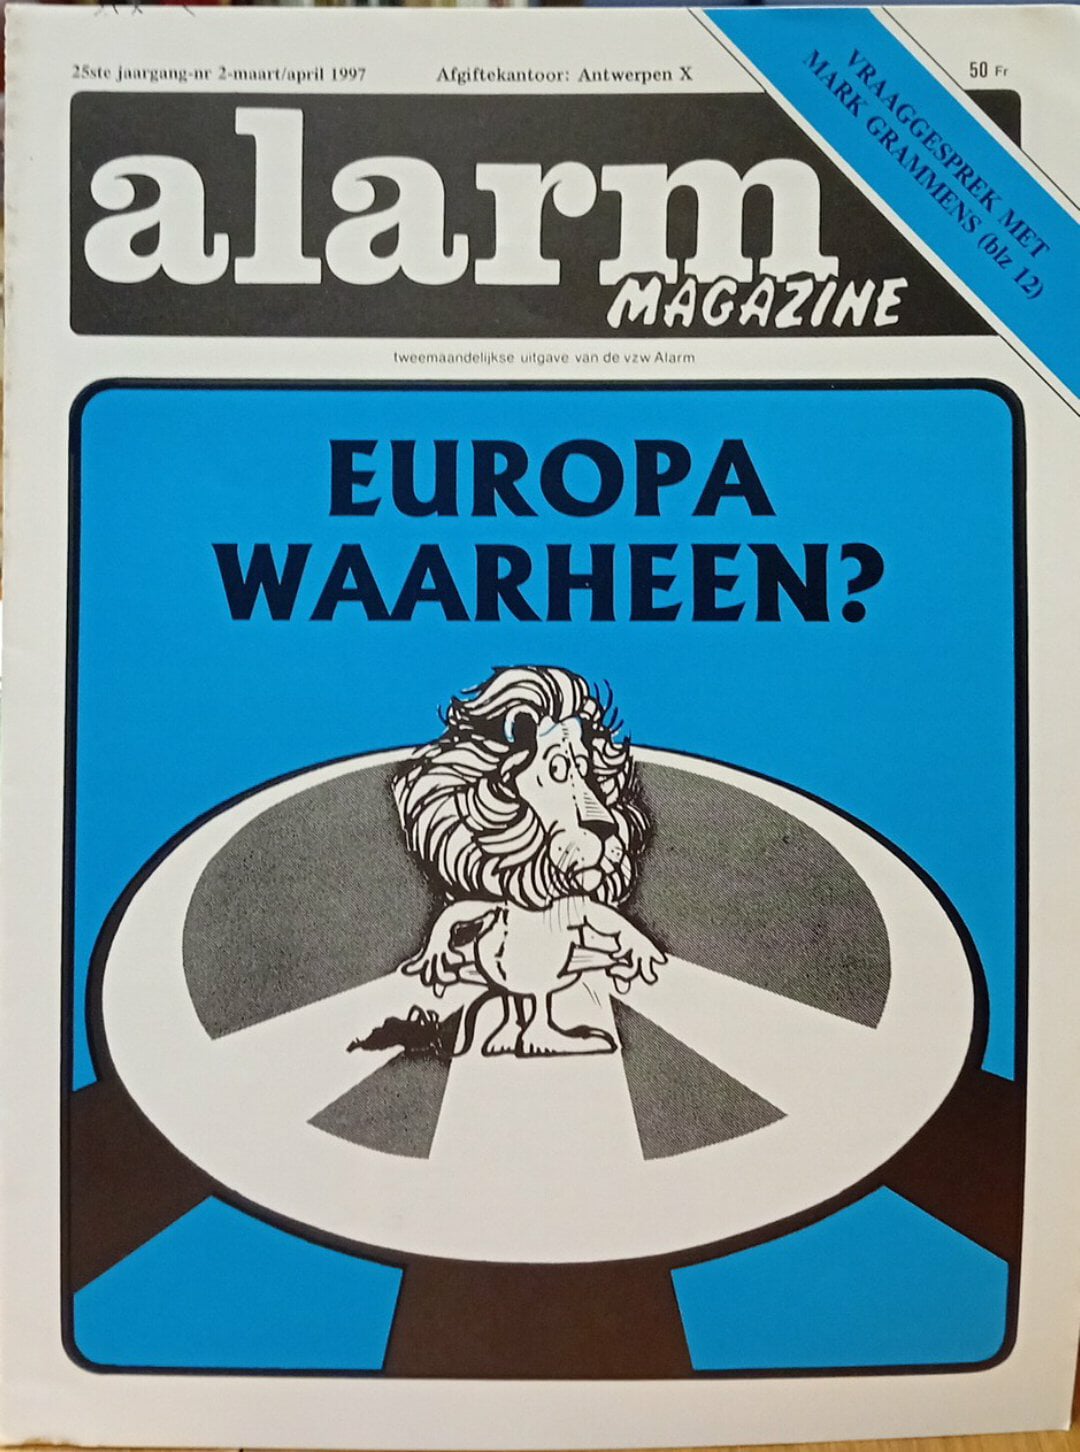 25ste jaargang-nr 2-maart/april 1997
Afgiftekantoor: Antwerpen X
50 Fr
VRAAGGESPREK MET
MARK GRAMMENS (blz 12)
alarm
MAGAZINE
tweemaandelijkse uitgave van de vzw Alarm
EUROPA
WAARHEEN?